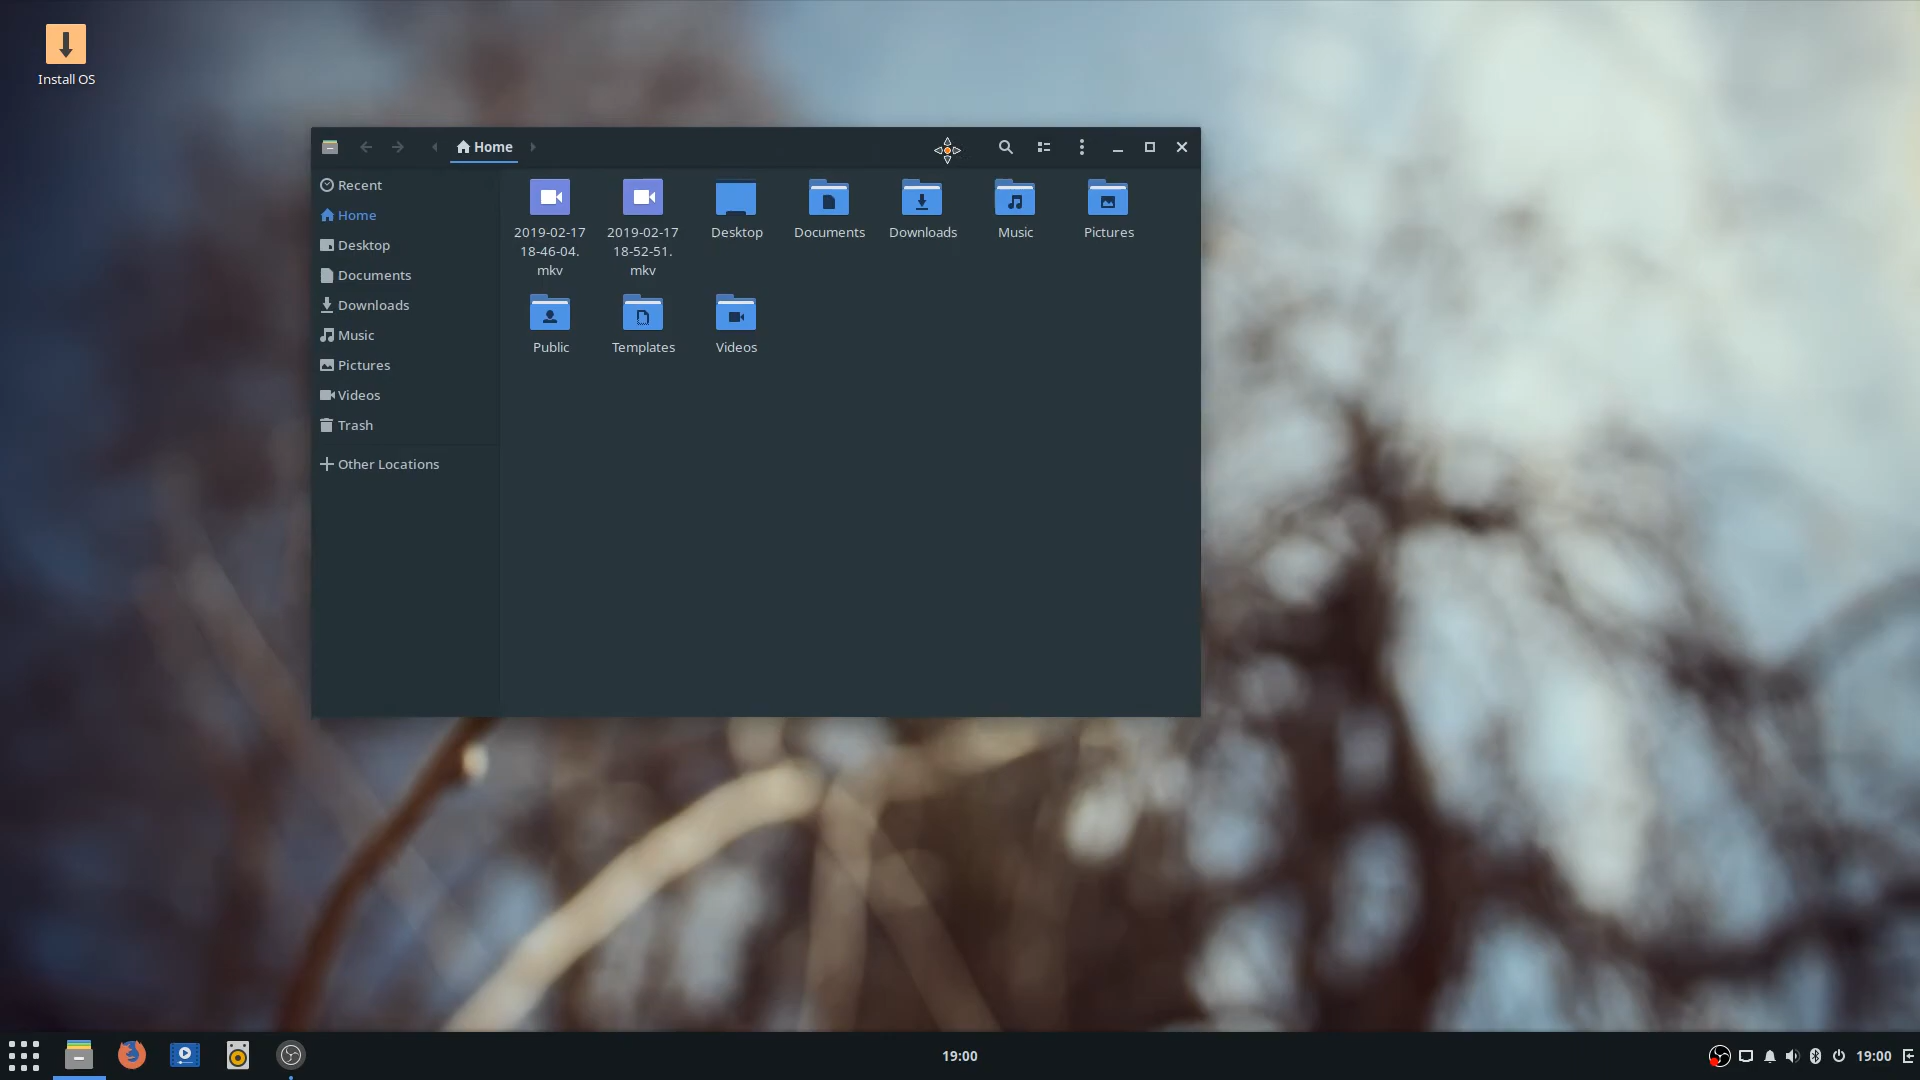 Install OS
Home
Recent
Home
Desktop
Documents
Downloads
Music
Pictures
Videos
Trash
Other Locations
2019-02-17
18-46-04.
mkv
2019-02-17
18-52-51.
mkv
Desktop
Documents
Downloads
Music
Pictures
Public
Templates
Videos
19:00
19:00